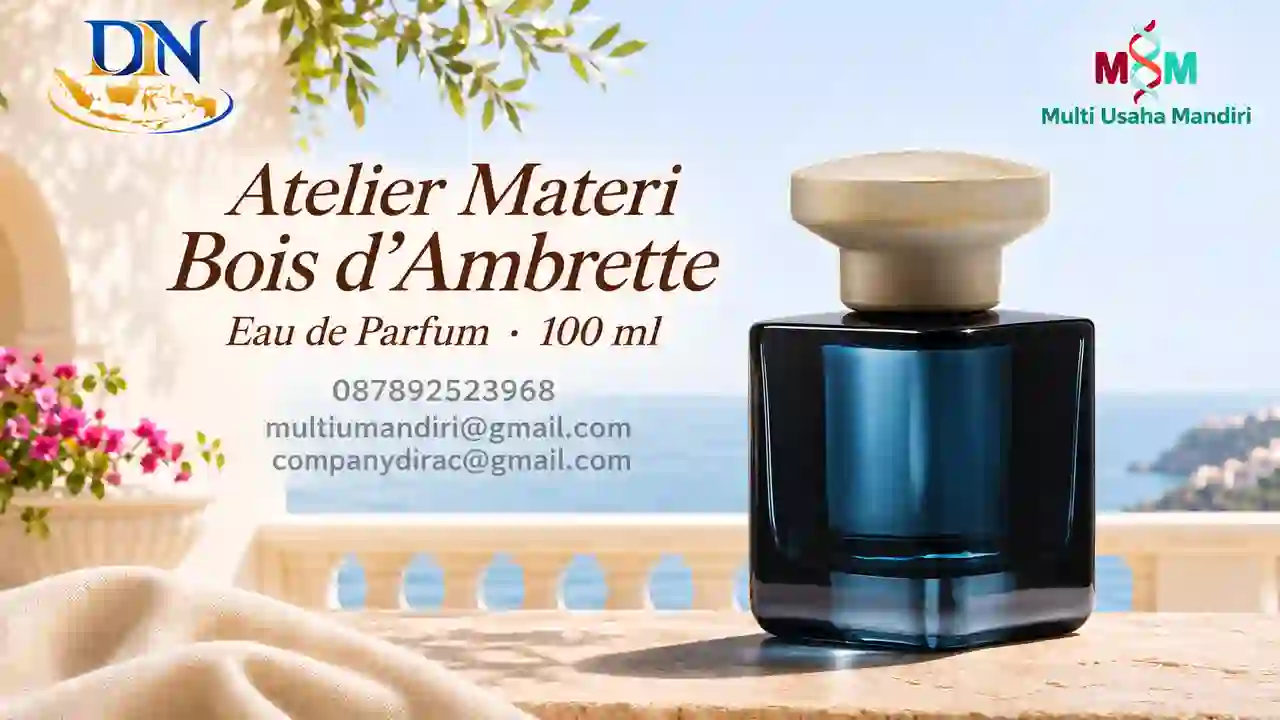 DN
MSM
Multi Usaha Mandiri
Atelier Materi
Bois d'Ambrette
Eau de Parfum · 100 ml
087892523968
multiumandiri@gmail.com
companydirac@gmail.com